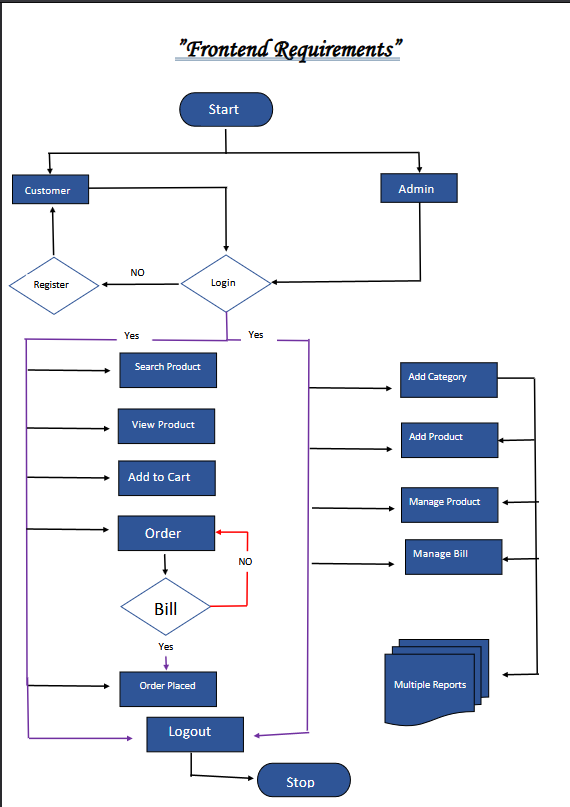 "Frontend Requirements"
Start
Customer
Admin
Register
NO
Login
Yes
Yes
Search Product
Add Category
View Product
Add Product
Add to Cart
Manage Product
Order
Manage Bill
NO
Bill
Yes
Order Placed
Multiple Reports
Logout
Stop